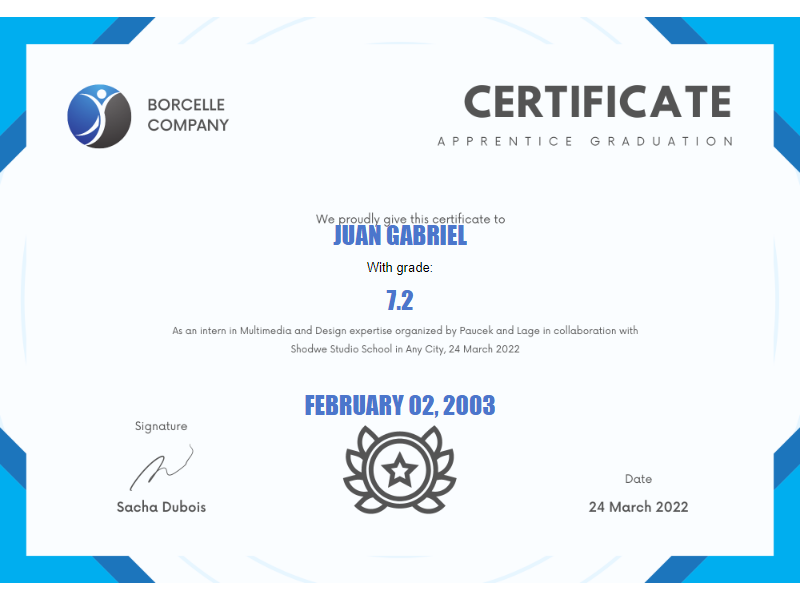 BORCELLE
COMPANY
CERTIFICATE
APPRENTICE GRADUATION
We proudly give this certificate to
JUAN GABRIEL
With grade:
7.2
As an intern in Multimedia and Design expertise organized by Paucek and Lage in collaboration with
Shodwe Studio School in Any City, 24 March 2022
FEBRUARY 02, 2003
Signature
Sacha Dubois
Date
24 March 2022